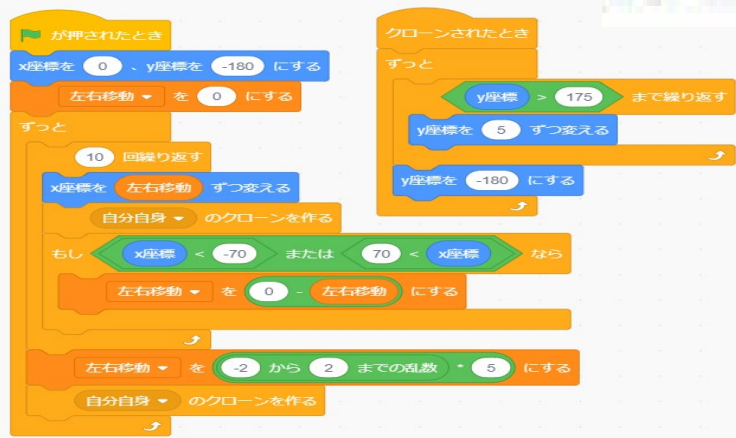 が押されたとき
x座標を 0 、y座標を -180 にする
左右移動 を 0 にする
ずっと
10 回繰り返す
x座標を 左右移動 ずつ変える
自分自身 のクローンを作る
もし x座標 < -70 または 70 < x座標 なら
左右移動 を 0 - 左右移動 にする
左右移動 を -2 から 2 までの乱数 * 5 にする
自分自身 のクローンを作る
クローンされたとき
ずっと
y座標 > 175 まで繰り返す
y座標を 5 ずつ変える
y座標を -180 にする